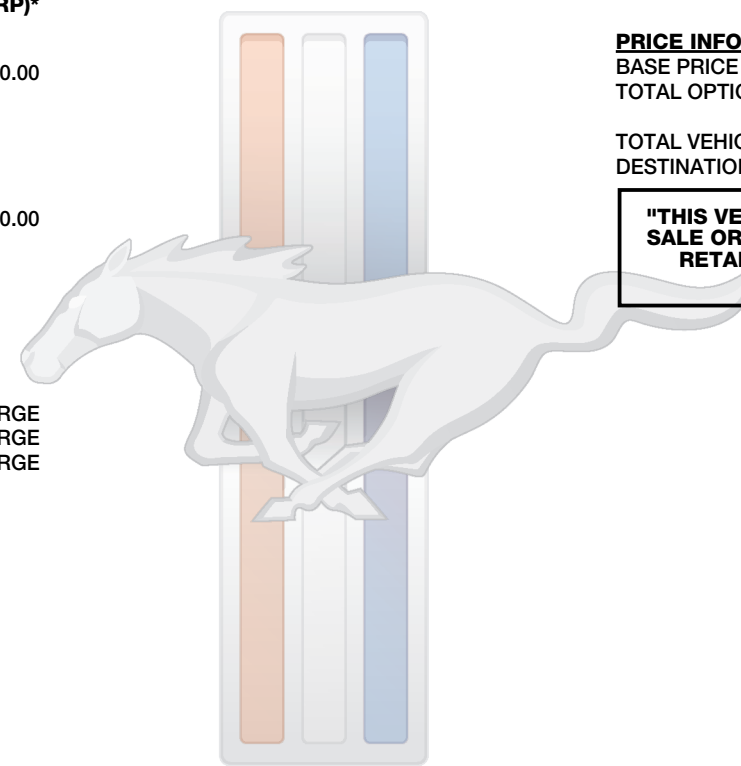 RP)*
0.00
0.00
RGE
RGE
RGE
PRICE INFO
BASE PRICE
TOTAL OPTIO
TOTAL VEHIC
DESTINATION
"THIS VE
SALE OR
RETAI